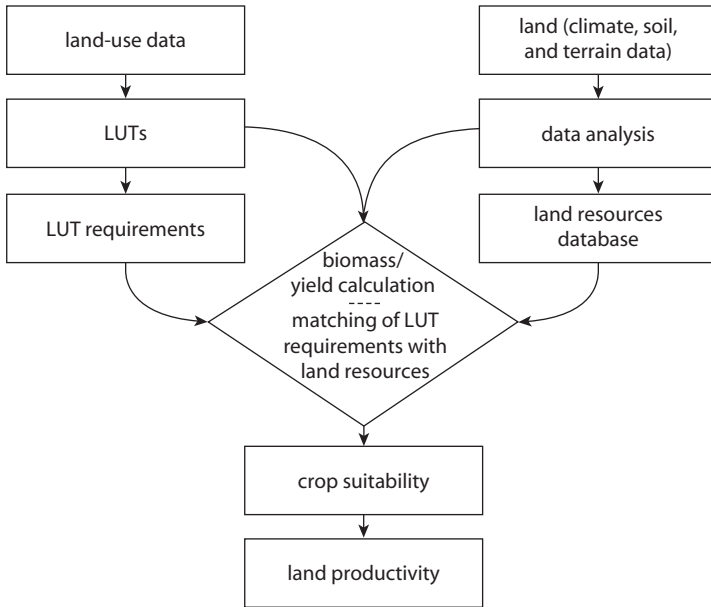 land-use data
land (climate, soil,
and terrain data)
LUTs
data analysis
LUT requirements
land resources
database
biomass/
yield calculation
----
matching of LUT
requirements with
land resources
crop suitability
land productivity